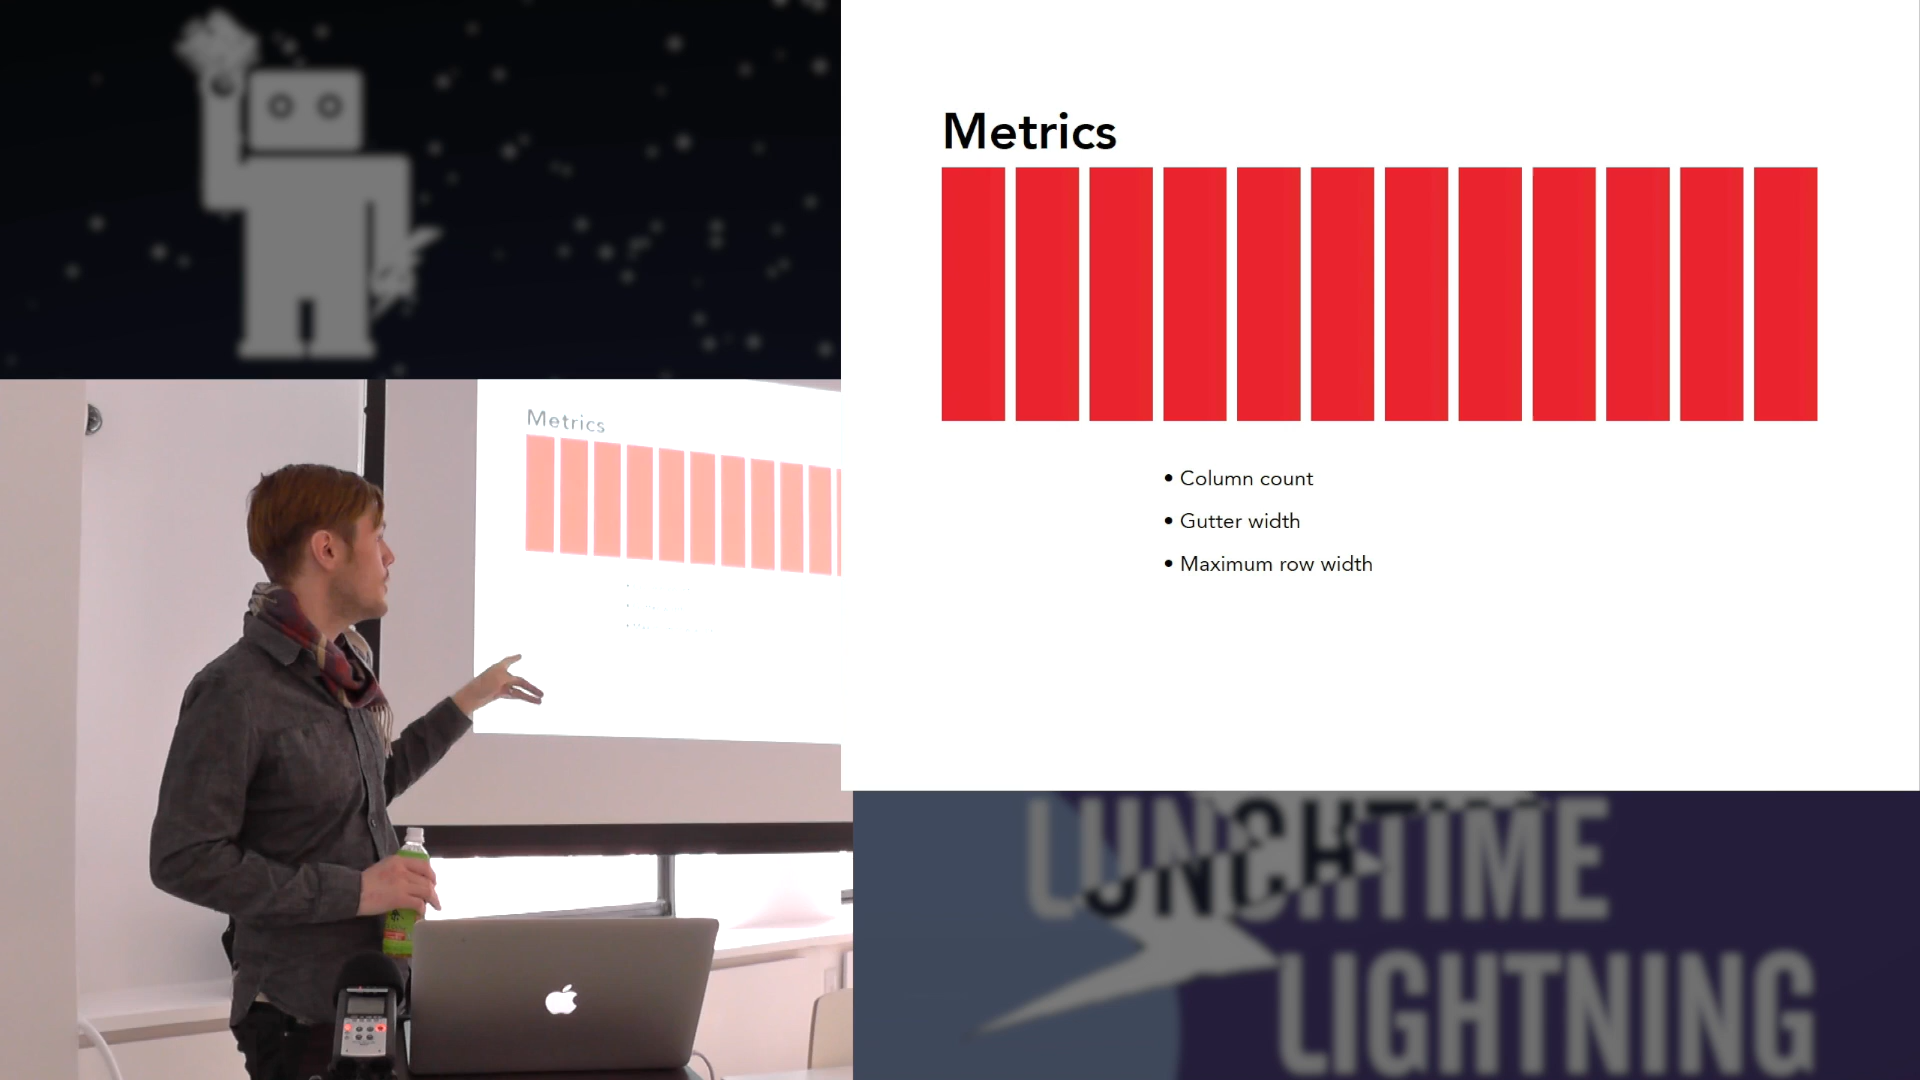 Metrics
• Column count
• Gutter width
• Maximum row width
Metrics
LUNCHTIME
LIGHTNING